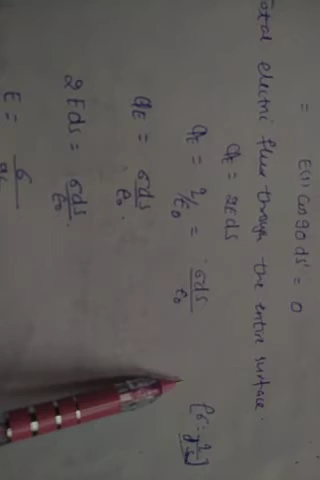 = E(1) cos 90 ds' = 0
Total electric flux through the entire surface.
φE = 2Eds
φE = q/ε0 = σds/ε0 [σ = q/s]
φE = σds/ε0.
2Eds = σds/ε0.
E = σ